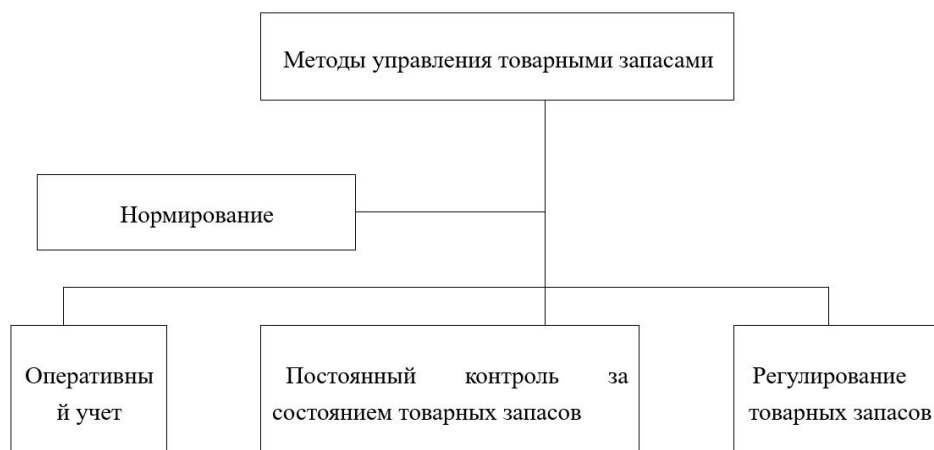 Методы управления товарными запасами
Нормирование
Оперативны
й учет
Постоянный контроль за
состоянием товарных запасов
Регулирование
товарных запасов